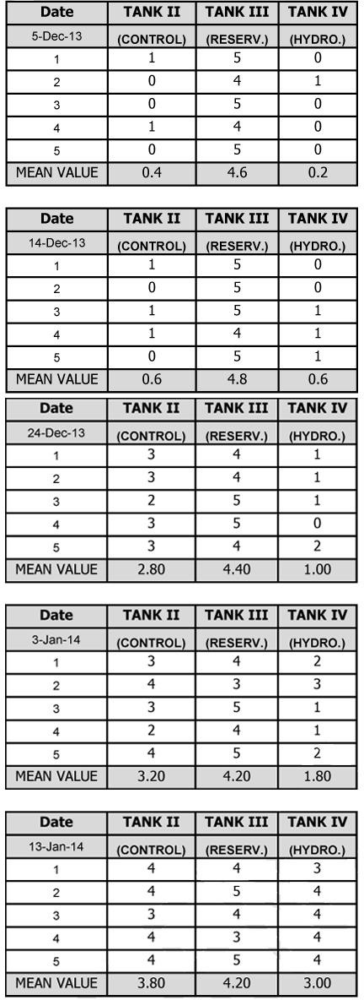 Date TANK II TANK III TANK IV
5-Dec-13 (CONTROL) (RESERV.) (HYDRO.)
1 1 5 0
2 0 4 1
3 0 5 0
4 1 4 0
5 0 5 0
MEAN VALUE 0.4 4.6 0.2
Date TANK II TANK III TANK IV
14-Dec-13 (CONTROL) (RESERV.) (HYDRO.)
1 1 5 0
2 0 5 0
3 1 5 1
4 1 4 1
5 0 5 1
MEAN VALUE 0.6 4.8 0.6
Date TANK II TANK III TANK IV
24-Dec-13 (CONTROL) (RESERV.) (HYDRO.)
1 3 4 1
2 3 4 1
3 2 5 1
4 3 5 0
5 3 4 2
MEAN VALUE 2.80 4.40 1.00
Date TANK II TANK III TANK IV
3-Jan-14 (CONTROL) (RESERV.) (HYDRO.)
1 3 4 2
2 4 3 3
3 3 5 1
4 2 4 1
5 4 5 2
MEAN VALUE 3.20 4.20 1.80
Date TANK II TANK III TANK IV
13-Jan-14 (CONTROL) (RESERV.) (HYDRO.)
1 4 4 3
2 4 5 4
3 3 4 4
4 4 3 4
5 4 5 4
MEAN VALUE 3.80 4.20 3.00